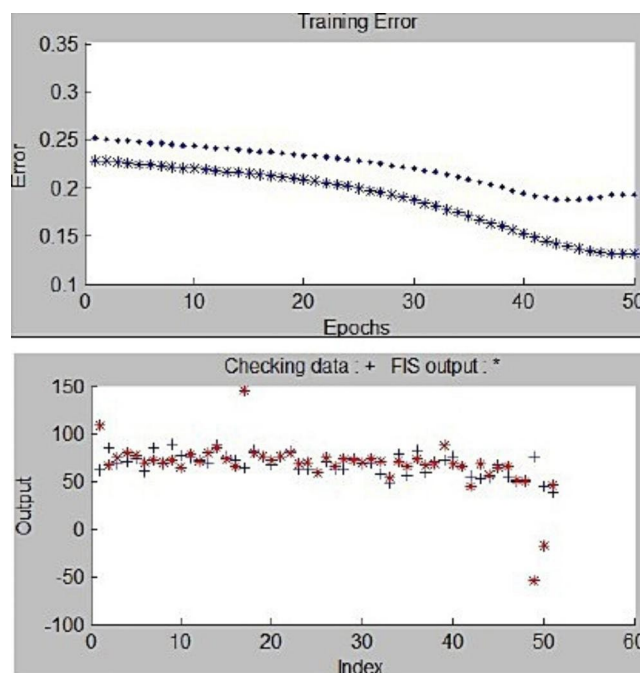 Training Error
0.35
0.3
0.25
0.2
0.15
0.1
Error
0 10 20 30 40 50
Epochs
Checking data : + FIS output : *
150
100
50
0
-50
-100
Output
0 10 20 30 40 50 60
Index